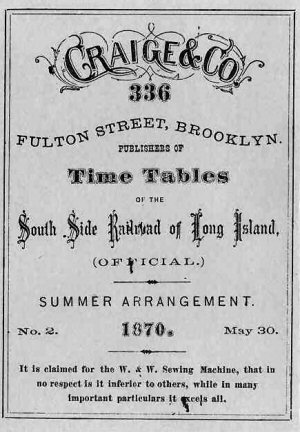 CRAIGE & CO
336
FULTON STREET, BROOKLYN.
PUBLISHERS OF
Time Tables
OF THE
South Side Railroad of Long Island,
(OFFICIAL.)
SUMMER ARRANGEMENT.
No. 2. 1870. May 30.
It is claimed for the W. & W. Sewing Machine, that in
no respect is it inferior to others, while in many
important particulars it excels all.